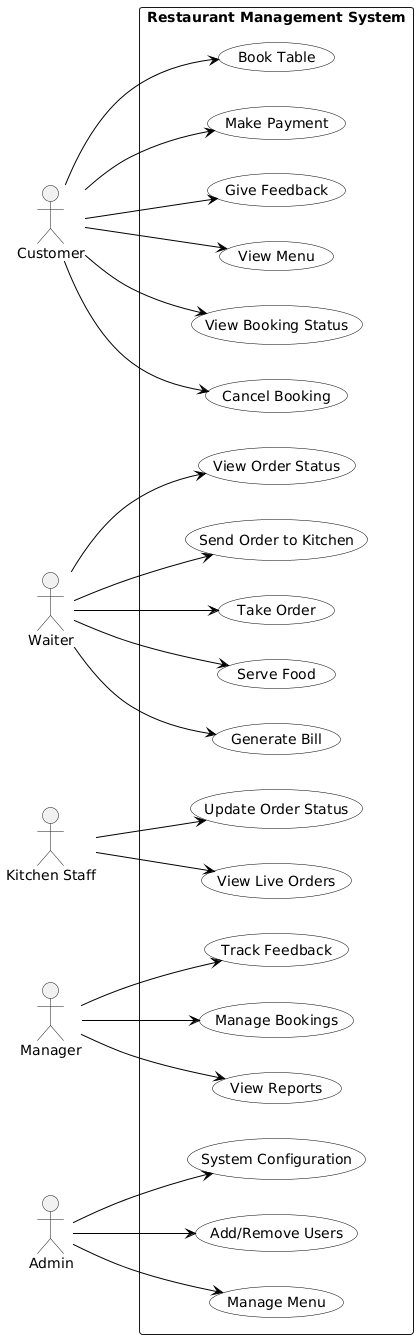 Restaurant Management System
Book Table
Make Payment
Give Feedback
View Menu
View Booking Status
Cancel Booking
Customer
View Order Status
Send Order to Kitchen
Take Order
Serve Food
Generate Bill
Waiter
Update Order Status
View Live Orders
Kitchen Staff
Track Feedback
Manage Bookings
View Reports
Manager
System Configuration
Add/Remove Users
Manage Menu
Admin